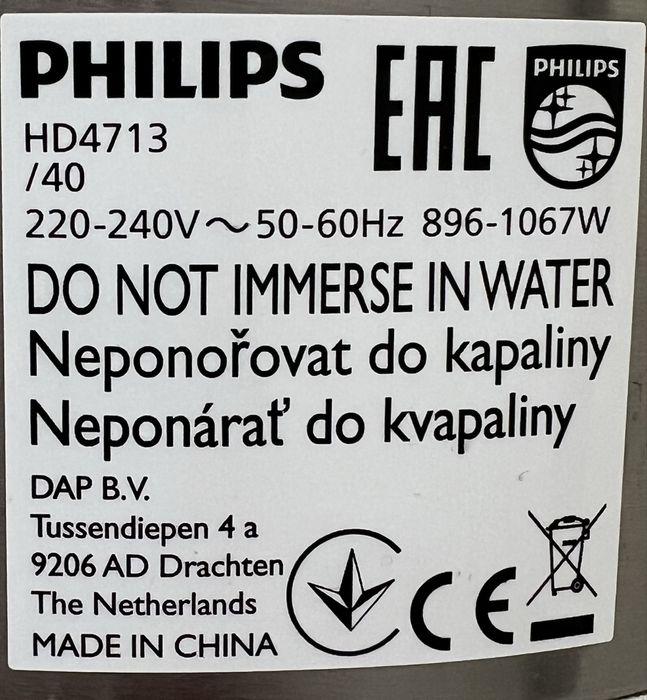 PHILIPS
EAC
PHILIPS
HD4713
/40
220-240V～50-60Hz 896-1067W
DO NOT IMMERSE IN WATER
Neponořovat do kapaliny
Neponárať do kvapaliny
DAP B.V.
Tussendiepen 4 a
9206 AD Drachten
The Netherlands
MADE IN CHINA
CE